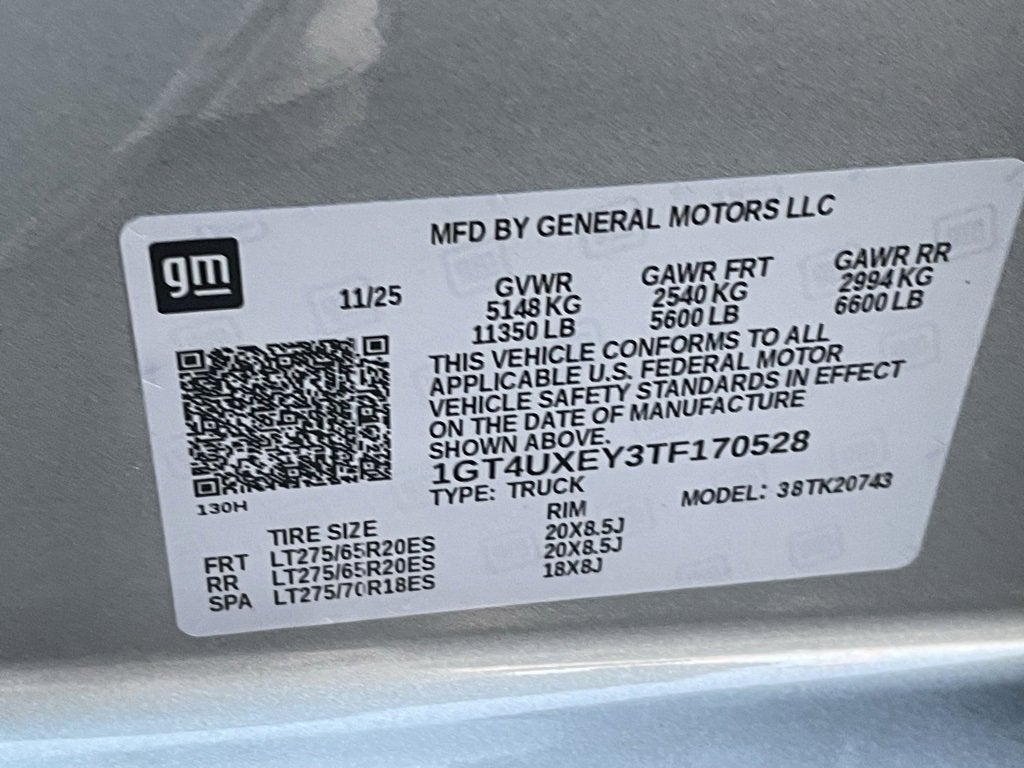 gm
MFD BY GENERAL MOTORS LLC
11/25
GVWR
5148 KG
11350 LB
GAWR FRT
2540 KG
5600 LB
GAWR RR
2994 KG
6600 LB
THIS VEHICLE CONFORMS TO ALL
APPLICABLE U.S. FEDERAL MOTOR
VEHICLE SAFETY STANDARDS IN EFFECT
ON THE DATE OF MANUFACTURE
SHOWN ABOVE.
1GT4UXEY3TF170528
TYPE: TRUCK
MODEL: 38TK20743
130H
TIRE SIZE RIM
FRT LT275/65R20ES 20X8.5J
RR LT275/65R20ES 20X8.5J
SPA LT275/70R18ES 18X8J